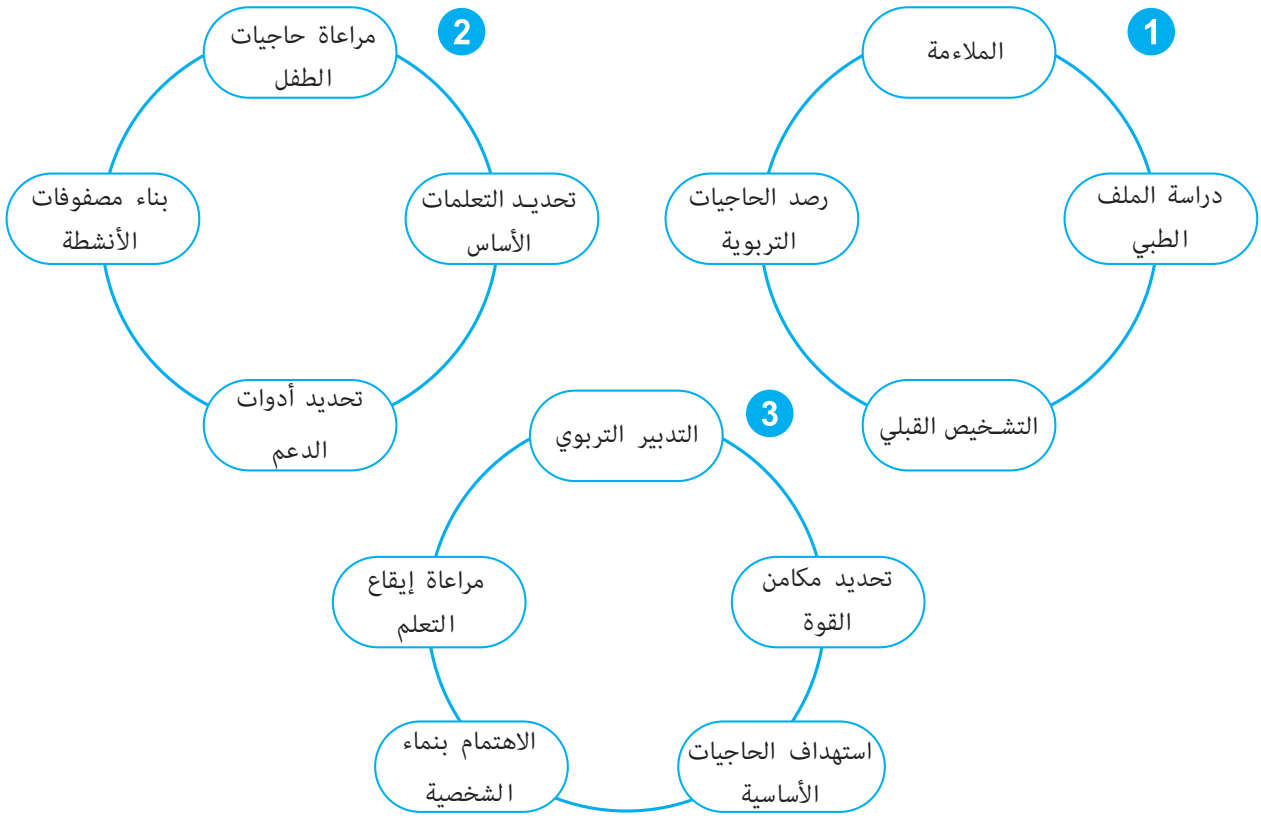 1
الملاءمة
دراسة الملف
الطبي
التشخيص القبلي
رصد الحاجيات
التربوية
2
مراعاة حاجيات
الطفل
تحديد التعلمات
الأساس
تحديد أدوات
الدعم
بناء مصفوفات
الأنشطة
3
التدبير التربوي
تحديد مكامن
القوة
استهداف الحاجيات
الأساسية
الاهتمام بنماء
الشخصية
مراعاة إيقاع
التعلم